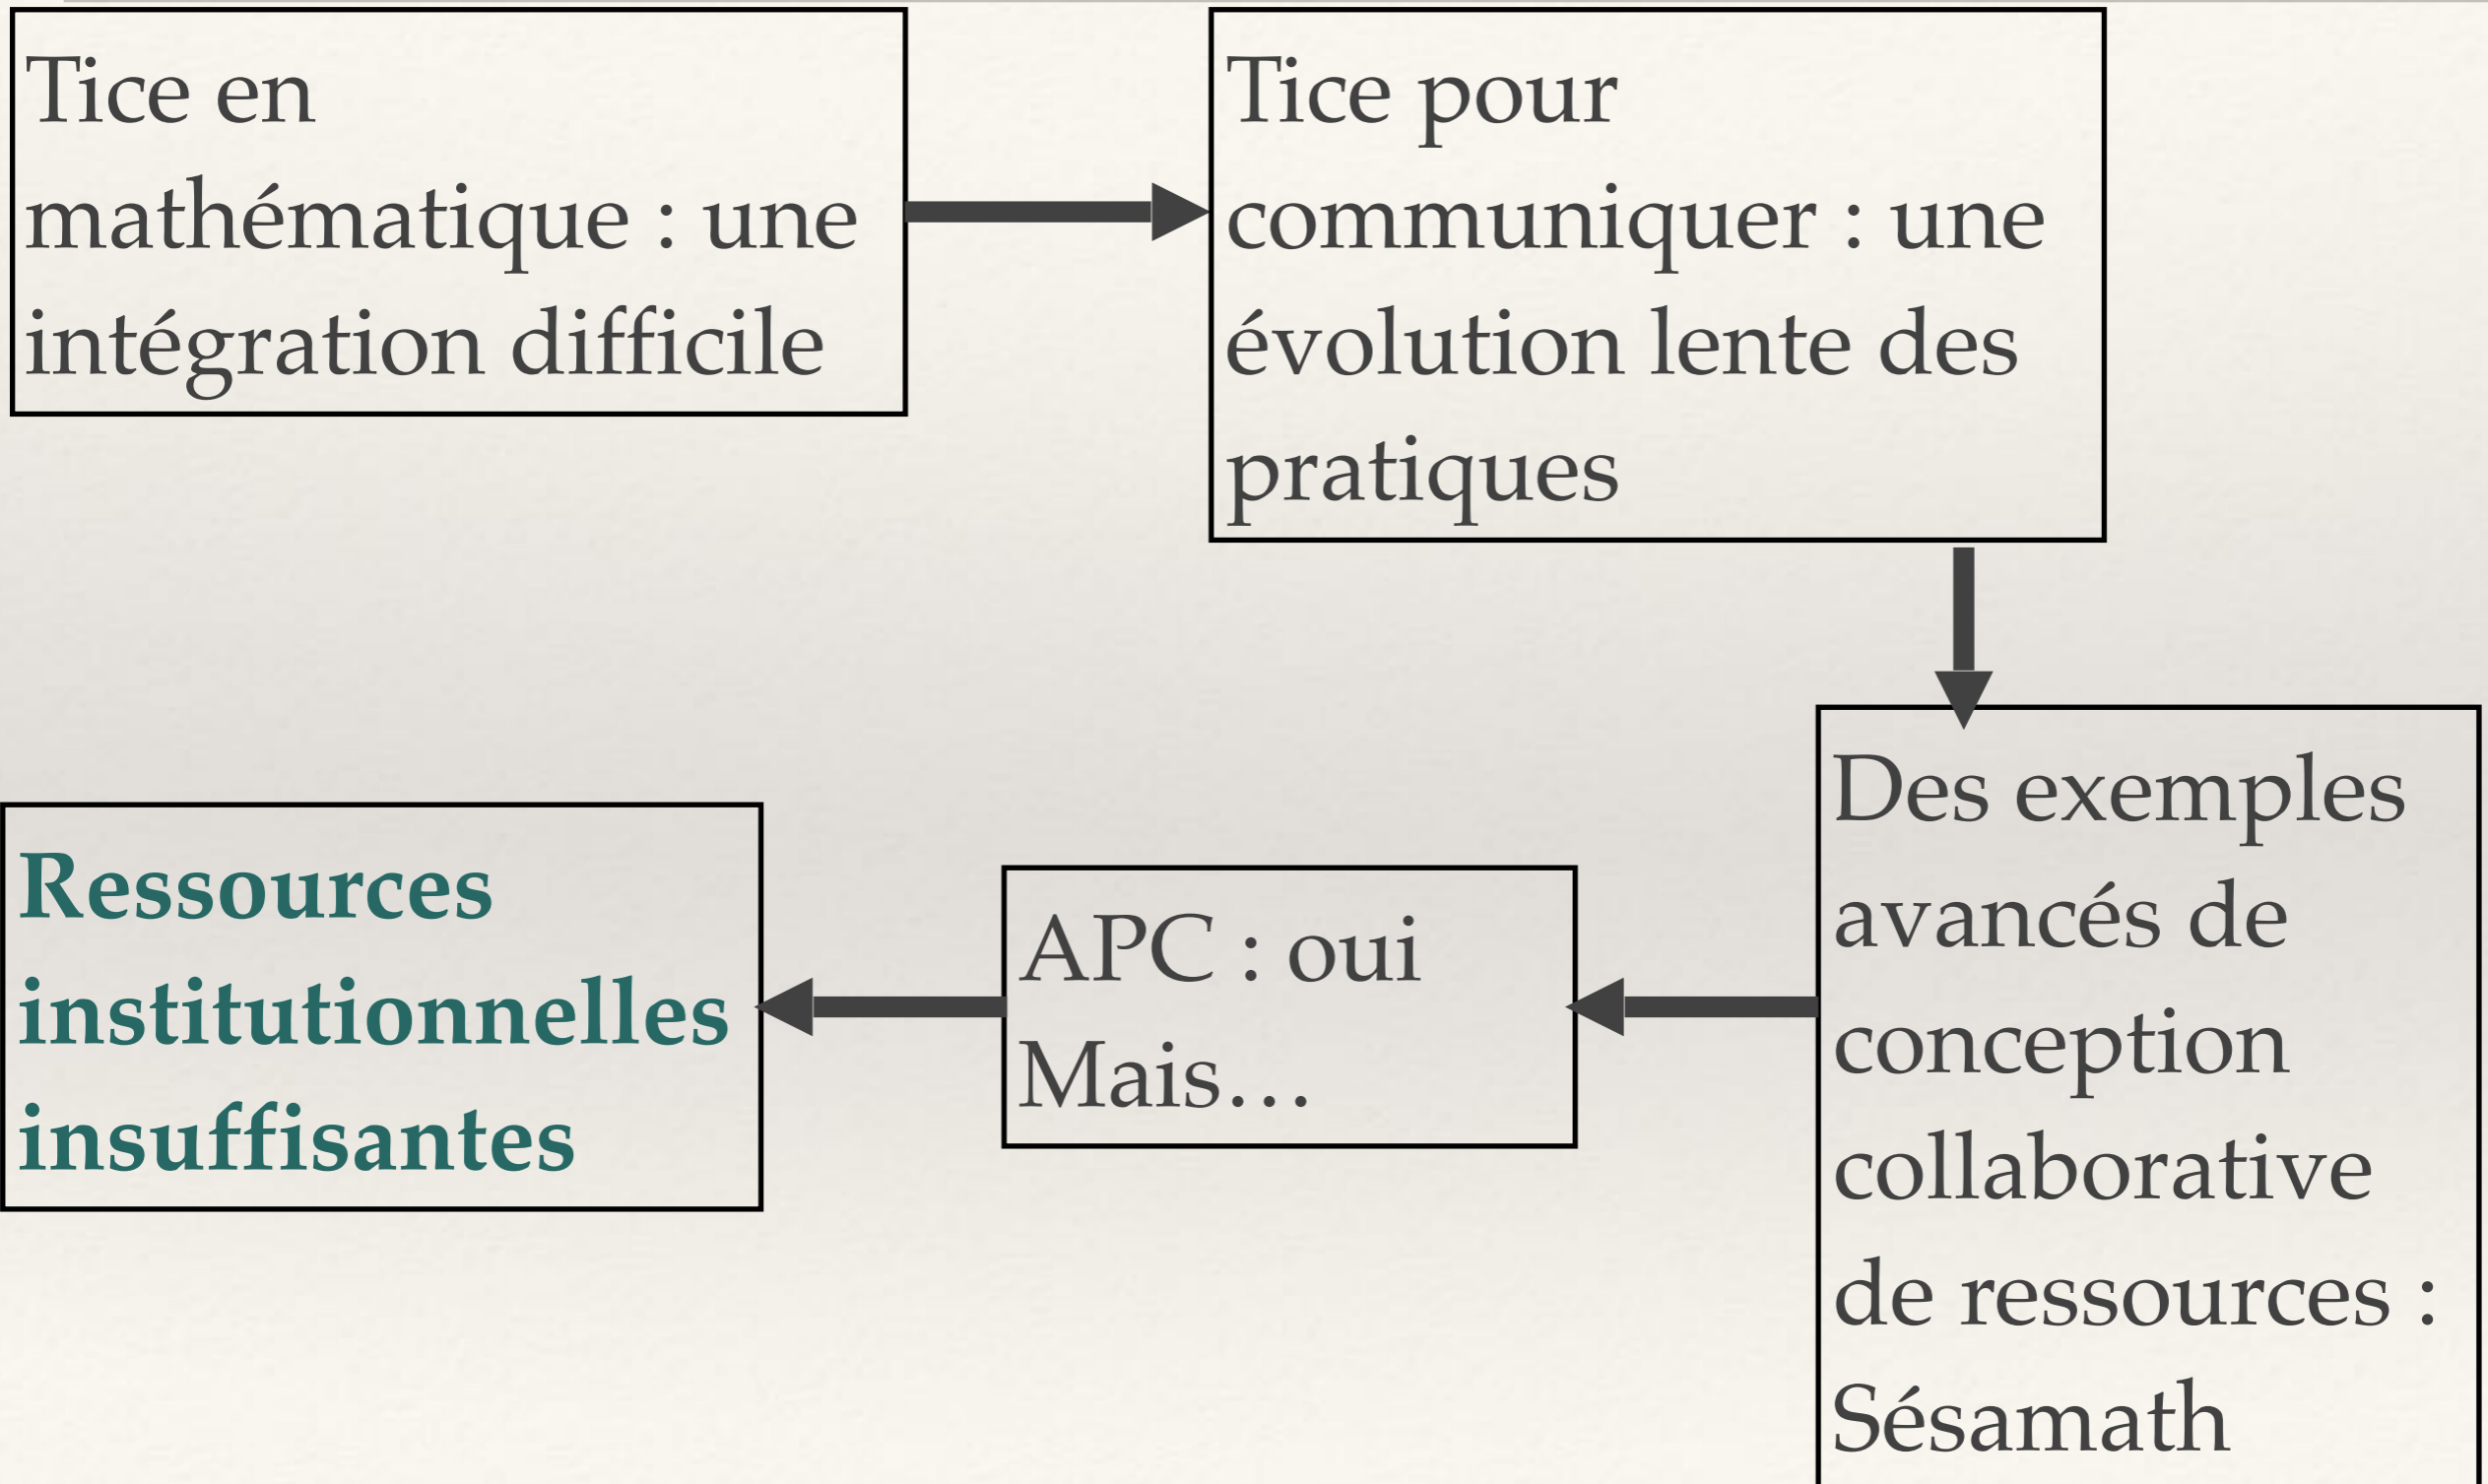 Tice en
mathématique : une
intégration difficile
Tice pour
communiquer : une
évolution lente des
pratiques
Des exemples
avancés de
conception
collaborative
de ressources :
Sésamath
APC : oui
Mais…
Ressources
institutionnelles
insuffisantes